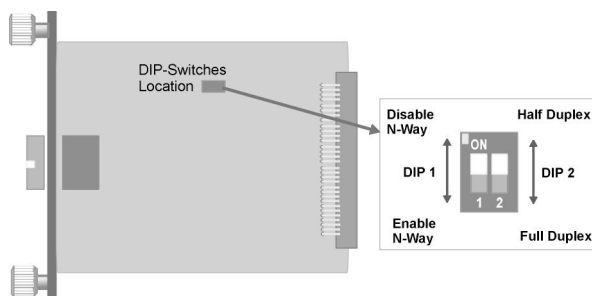 DIP-Switches
Location
Disable
N-Way
Half Duplex
ON
DIP 1
DIP 2
1 2
Enable
N-Way
Full Duplex